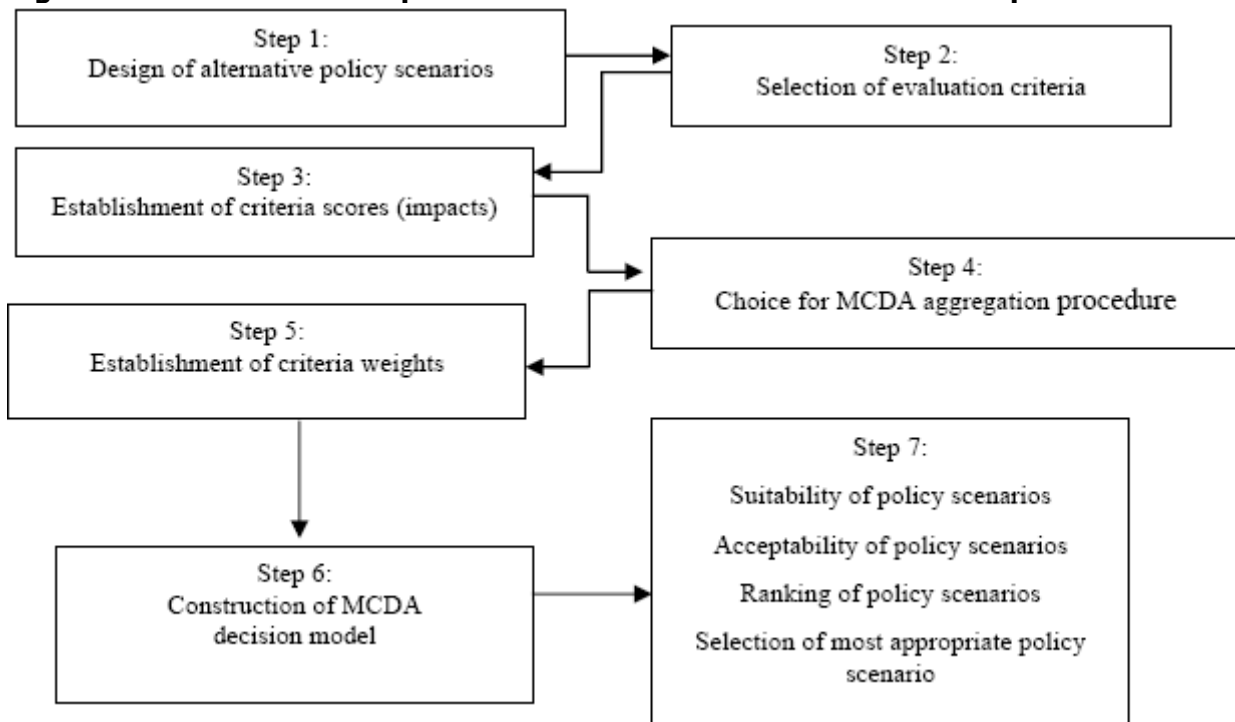 Step 1:
Design of alternative policy scenarios
Step 2:
Selection of evaluation criteria
Step 3:
Establishment of criteria scores (impacts)
Step 4:
Choice for MCDA aggregation procedure
Step 5:
Establishment of criteria weights
Step 6:
Construction of MCDA
decision model
Step 7:
Suitability of policy scenarios
Acceptability of policy scenarios
Ranking of policy scenarios
Selection of most appropriate policy
scenario